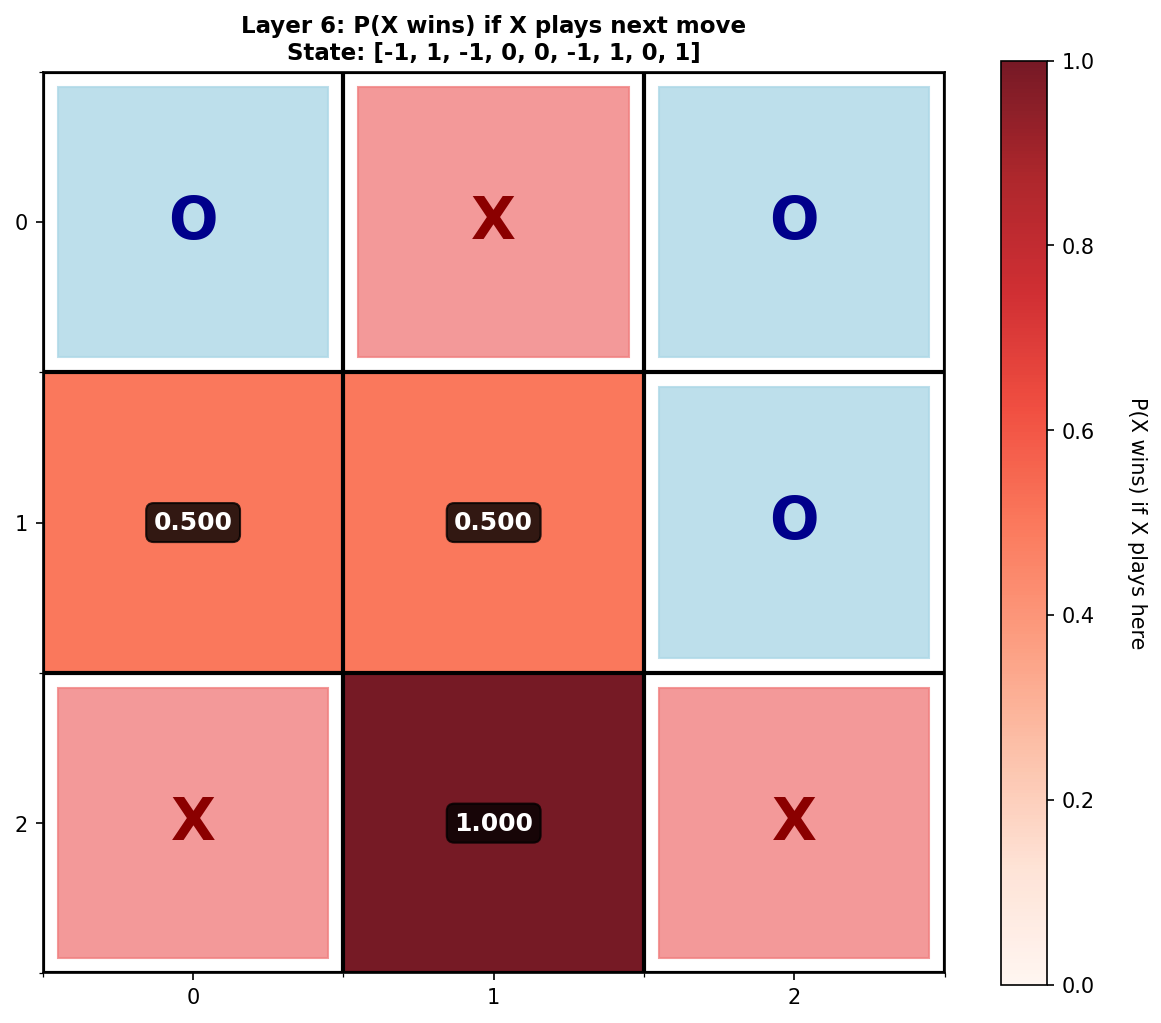 Layer 6: P(X wins) if X plays next move
State: [-1, 1, -1, 0, 0, -1, 1, 0, 1]
O X O
0.500 0.500 O
X 1.000 X
0
1
2
0 1 2
1.0
0.8
0.6
0.4
0.2
0.0
P(X wins) if X plays here